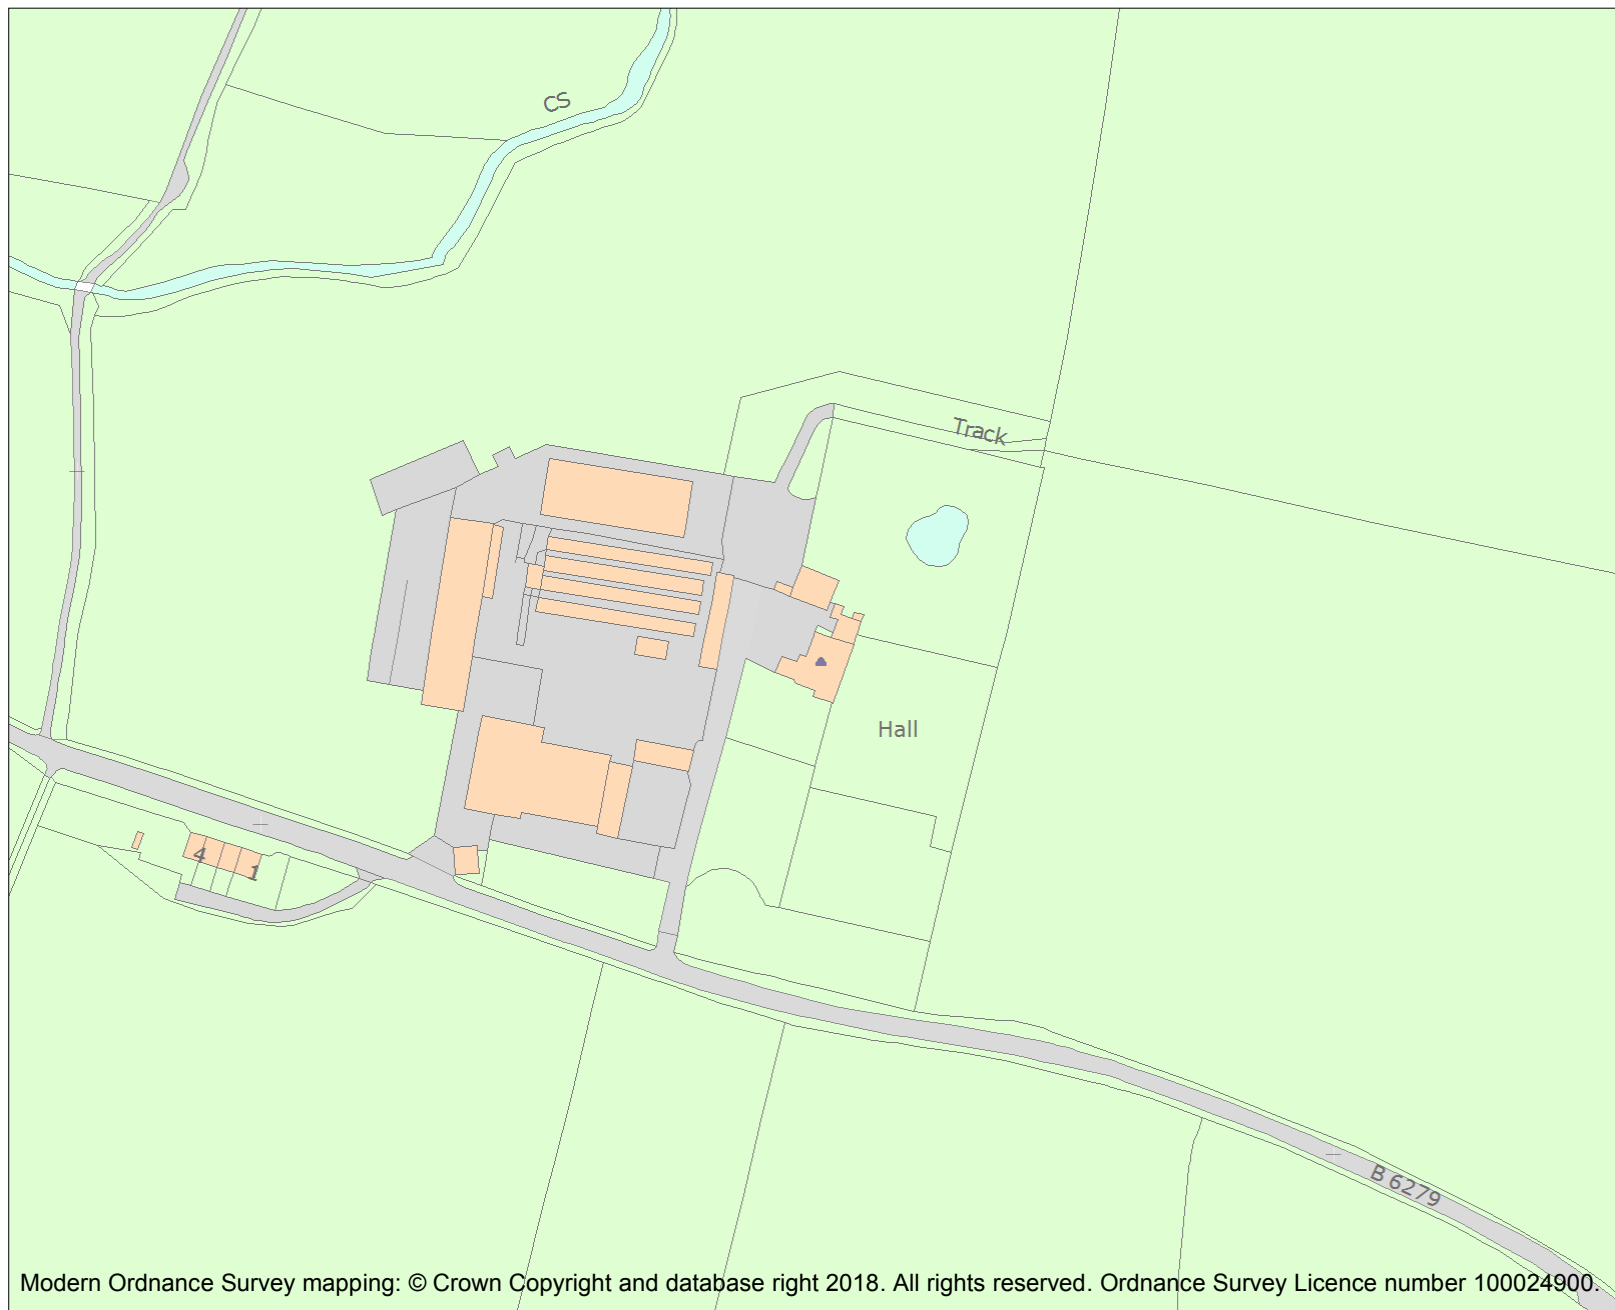 CS
Track
Hall
4
1
B 6279
Modern Ordnance Survey mapping: © Crown Copyright and database right 2018. All rights reserved. Ordnance Survey Licence number 100024900.